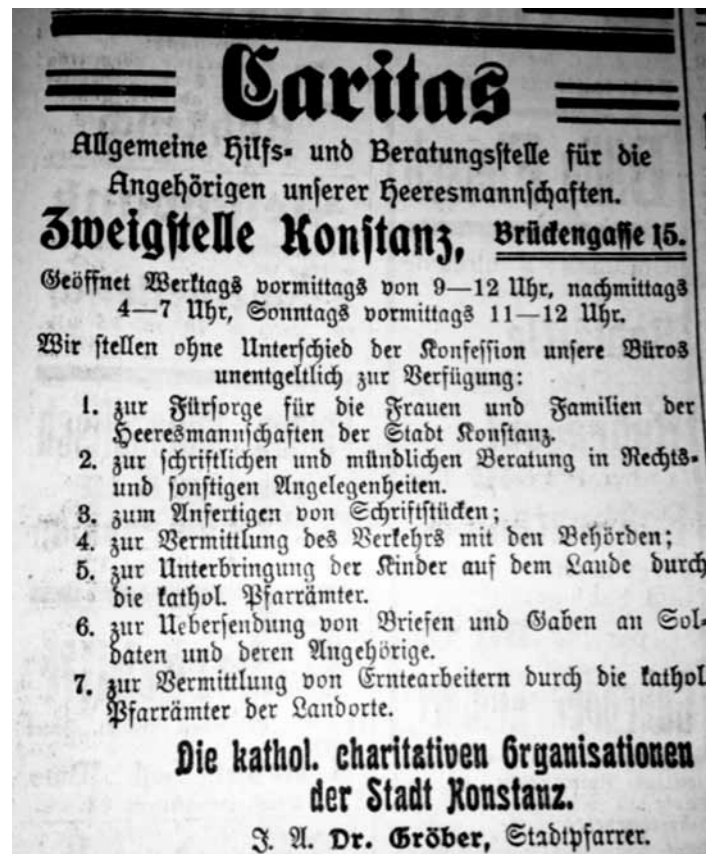 Caritas
Allgemeine Hilfs- und Beratungsstelle für die
Angehörigen unserer Heeresmannschaften.
Zweigstelle Konstanz, Brückengasse 15.
Geöffnet Werktags vormittags von 9—12 Uhr, nachmittags
4—7 Uhr, Sonntags vormittags 11—12 Uhr.
Wir stellen ohne Unterschied der Konfession unsere Büros
unentgeltlich zur Verfügung:
1. zur Fürsorge für die Frauen und Familien der
Heeresmannschaften der Stadt Konstanz.
2. zur schriftlichen und mündlichen Beratung in Rechts-
und sonstigen Angelegenheiten.
3. zum Anfertigen von Schriftstücken;
4. zur Vermittlung des Verkehrs mit den Behörden;
5. zur Unterbringung der Kinder auf dem Lande durch
die kathol. Pfarrämter.
6. zur Uebersendung von Briefen und Gaben an Sol-
daten und deren Angehörige.
7. zur Vermittlung von Erntearbeitern durch die kathol.
Pfarrämter der Landorte.
Die kathol. charitativen Organisationen
der Stadt Konstanz.
J. A. Dr. Gröber, Stadtpfarrer.